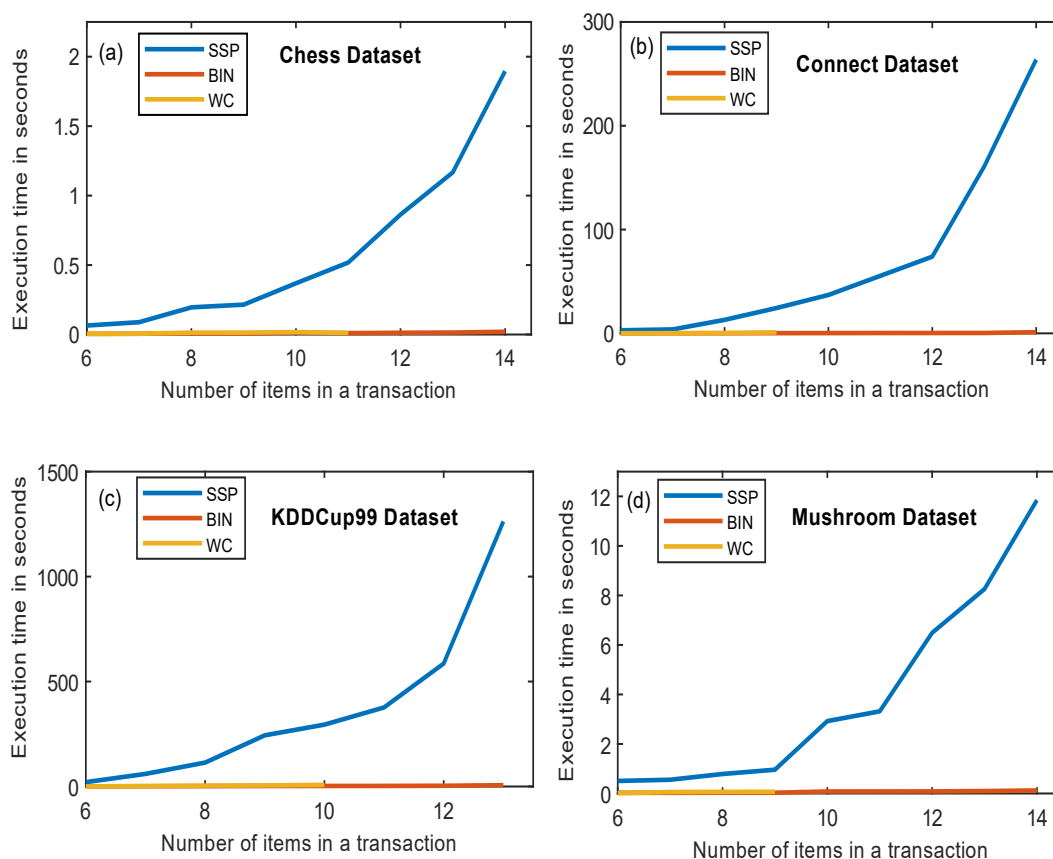 (a)
Chess Dataset
SSP
BIN
WC
Execution time in seconds
2
1.5
1
0.5
0
6 8 10 12 14
Number of items in a transaction
(b)
Connect Dataset
SSP
BIN
WC
Execution time in seconds
300
200
100
0
6 8 10 12 14
Number of items in a transaction
(c)
KDDCup99 Dataset
SSP
BIN
WC
Execution time in seconds
1500
1000
500
0
6 8 10 12
Number of items in a transaction
(d)
Mushroom Dataset
SSP
BIN
WC
Execution time in seconds
12
10
8
6
4
2
0
6 8 10 12 14
Number of items in a transaction